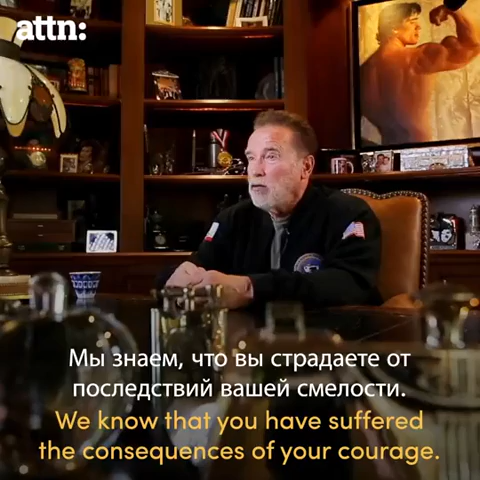 attn:
Мы знаем, что вы страдаете от
последствий вашей смелости.
We know that you have suffered
the consequences of your courage.